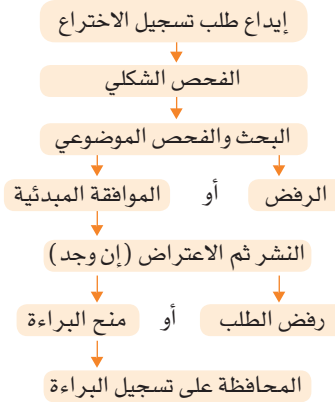 إيداع طلب تسجيل الاختراع
الفحص الشكلي
البحث والفحص الموضوعي
الرفض أو الموافقة المبدئية
النشر ثم الاعتراض (إن وجد)
رفض الطلب أو منح البراءة
المحافظة على تسجيل البراءة